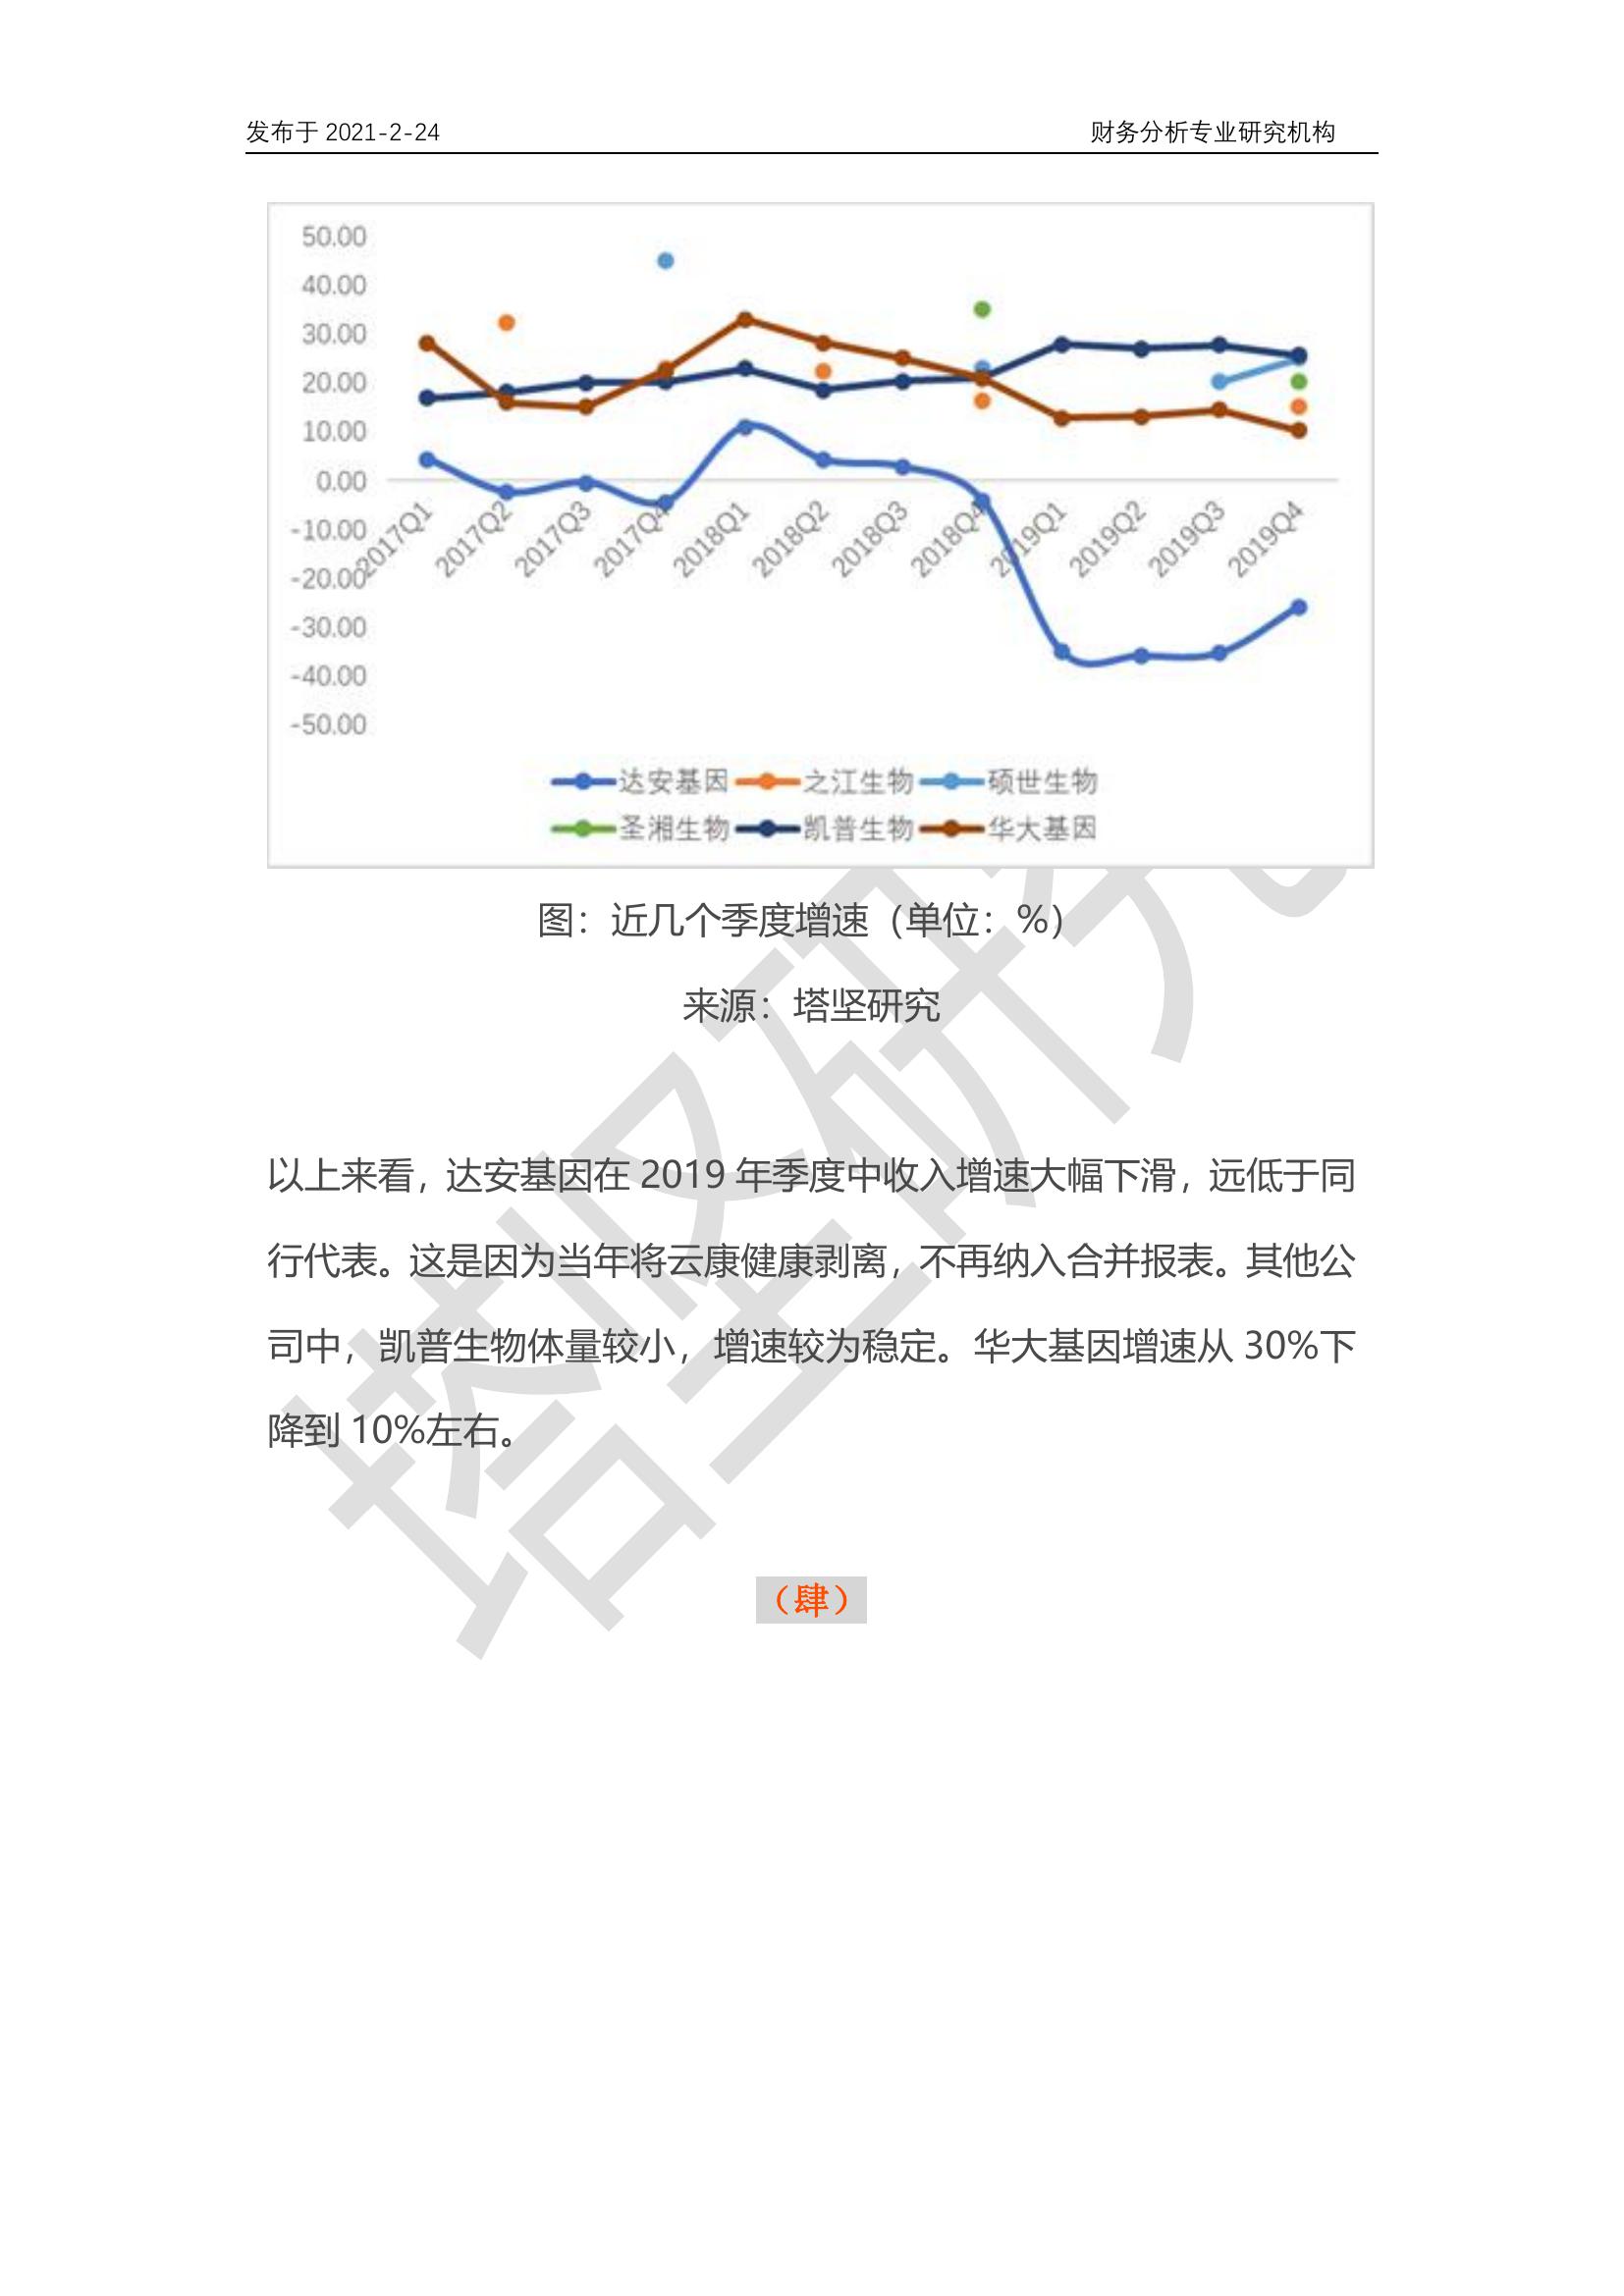 发布于 2021-2-24
财务分析专业研究机构
50.00
40.00
30.00
20.00
10.00
0.00
-10.00
-20.00
-30.00
-40.00
-50.00
2017Q1
2017Q2
2017Q3
2017Q4
2018Q1
2018Q2
2018Q3
2018Q4
2019Q1
2019Q2
2019Q3
2019Q4
达安基因 之江生物 硕世生物
圣湘生物 凯普生物 华大基因
图：近几个季度增速（单位：%）
来源：塔坚研究
以上来看，达安基因在 2019 年季度中收入增速大幅下滑，远低于同
行代表。这是因为当年将云康健康剥离，不再纳入合并报表。其他公
司中，凯普生物体量较小，增速较为稳定。华大基因增速从 30%下
降到 10%左右。
（肆）
塔坚研究